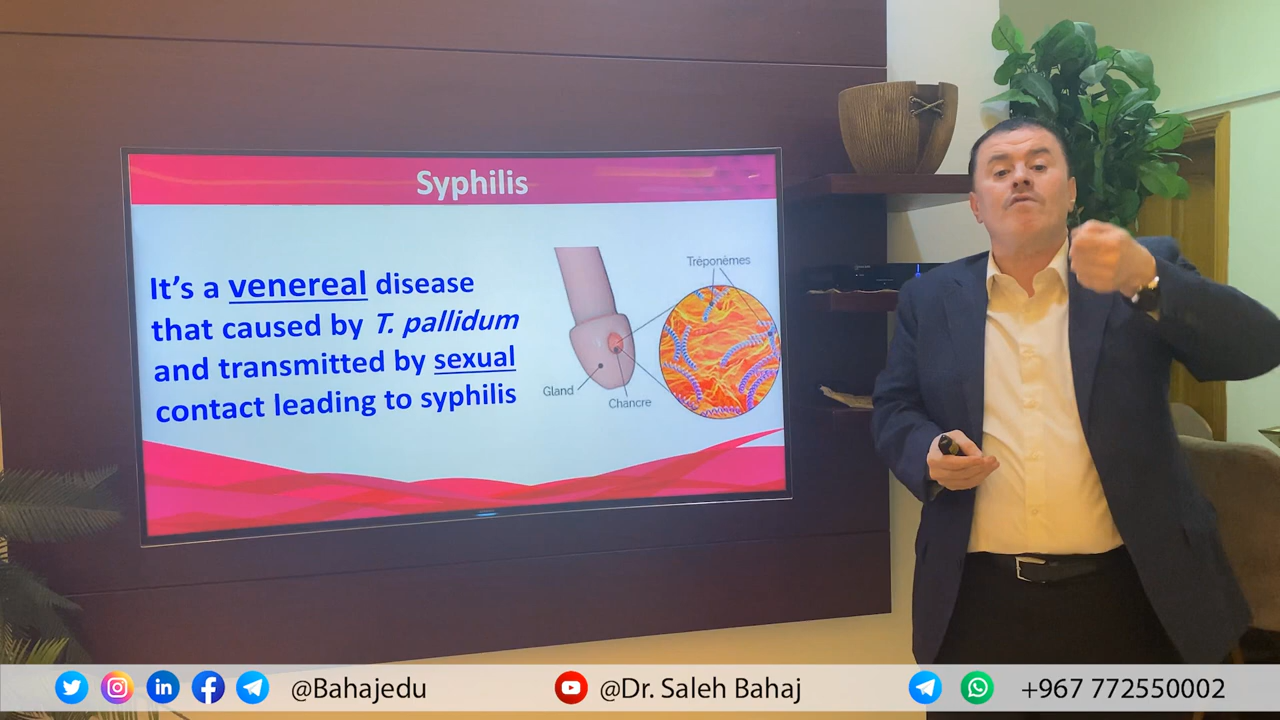 Syphilis
It's a venereal disease
that caused by T. pallidum
and transmitted by sexual
contact leading to syphilis
Tréponèmes
Gland
Chancre
@Bahajedu
@Dr. Saleh Bahaj
+967 772550002